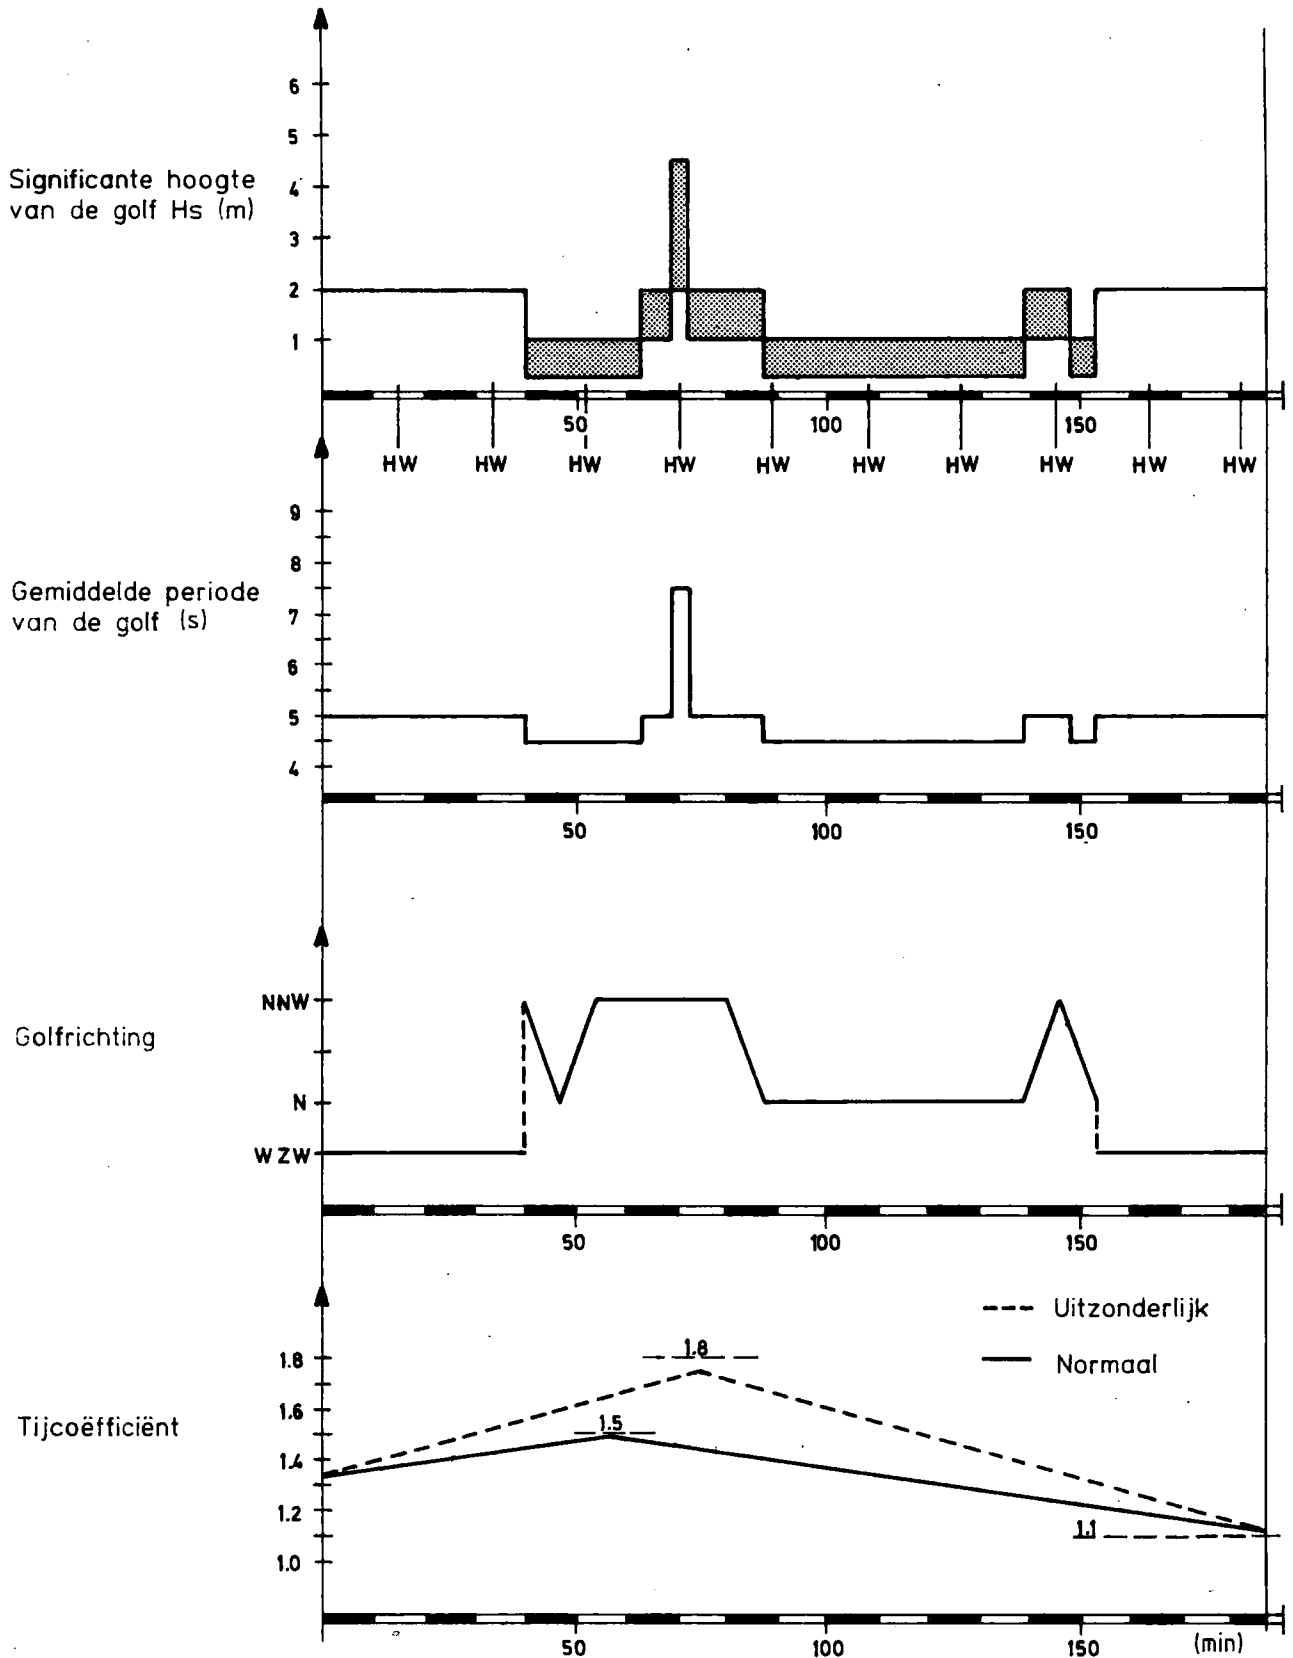 6
5
Significante hoogte
van de golf Hs (m)
4
3
2
1
50 100 150
HW HW HW HW HW HW HW HW HW HW
9
8
Gemiddelde periode
van de golf (s)
7
6
5
4
50 100 150
NNW
Golfrichting
N
WZW
50 100 150
Uitzonderlijk
Normaal
1.8
1.8
1.6
1.5
Tijcoëfficiënt
1.4
1.2
1.1
1.0
50 100 150 (min)